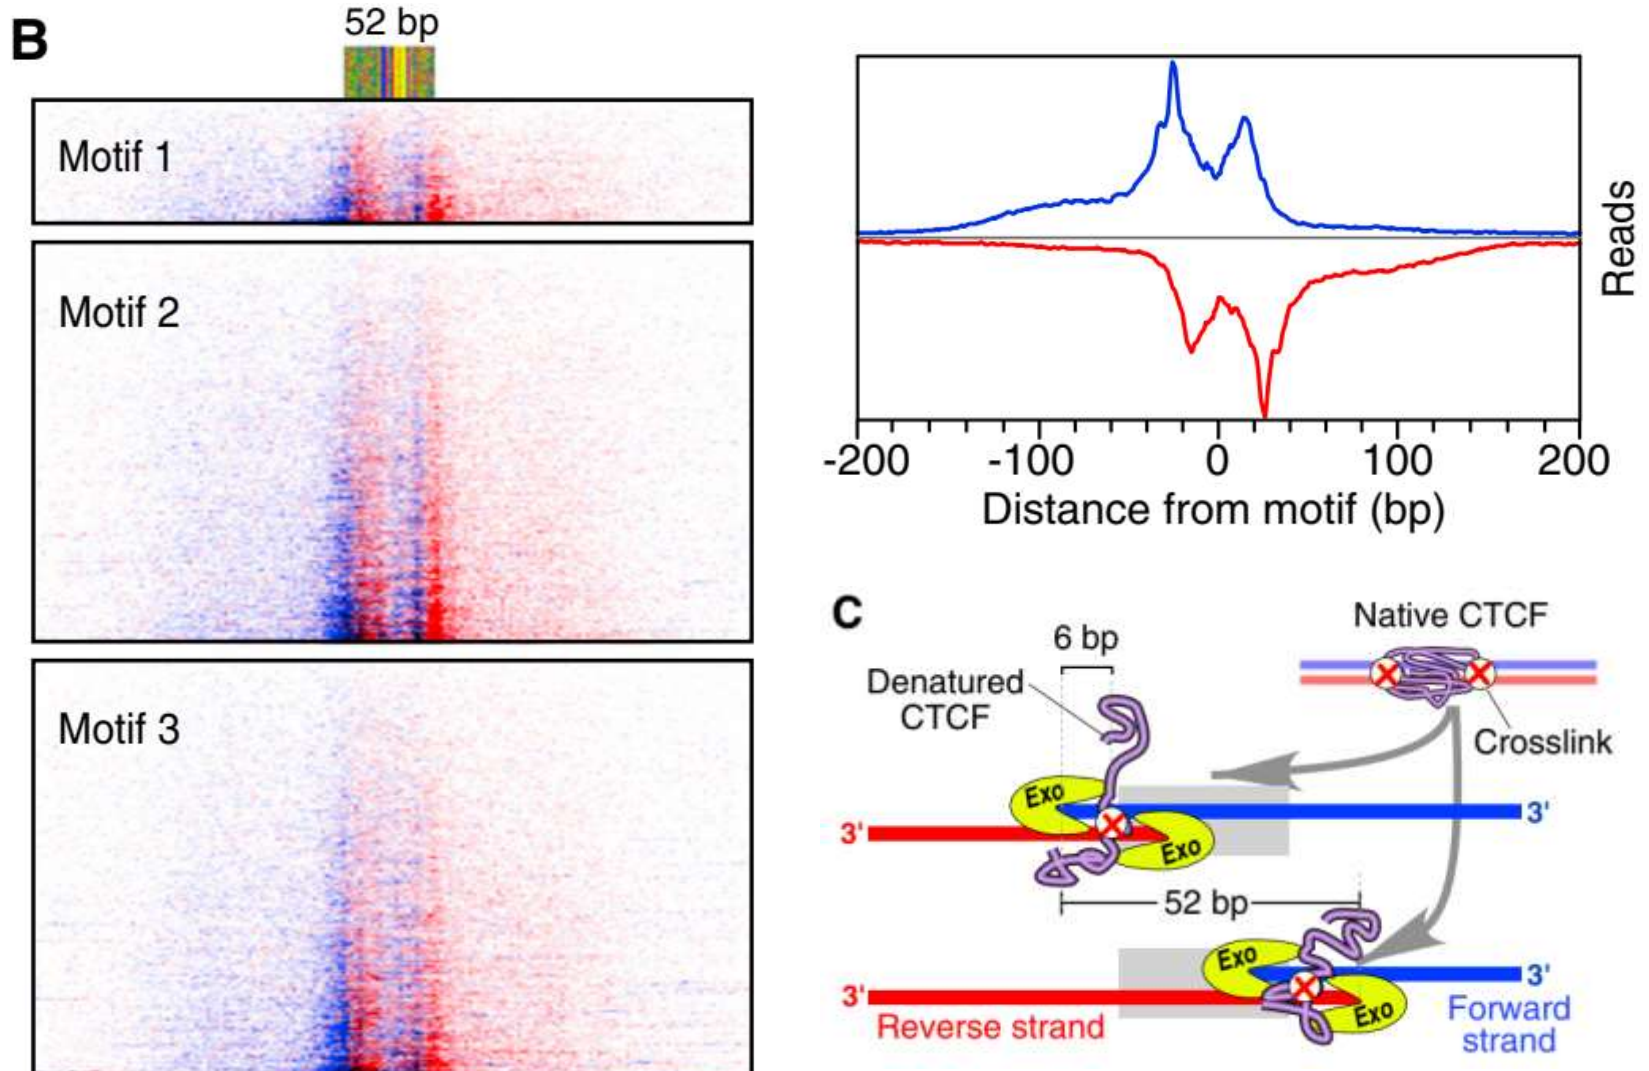 B
52 bp
Motif 1
Motif 2
Motif 3
Reads
-200 -100 0 100 200
Distance from motif (bp)
C
Native CTCF
6 bp
Denatured
CTCF
Crosslink
Exo
3'
3'
Exo
52 bp
Exo
3'
3'
Exo
Reverse strand
Forward
strand